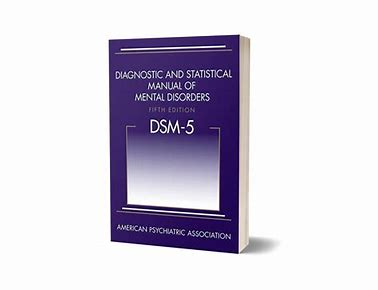 DIAGNOSTIC AND STATISTICAL
MANUAL OF
MENTAL DISORDERS
FIFTH EDITION
DSM-5
AMERICAN PSYCHIATRIC ASSOCIATION